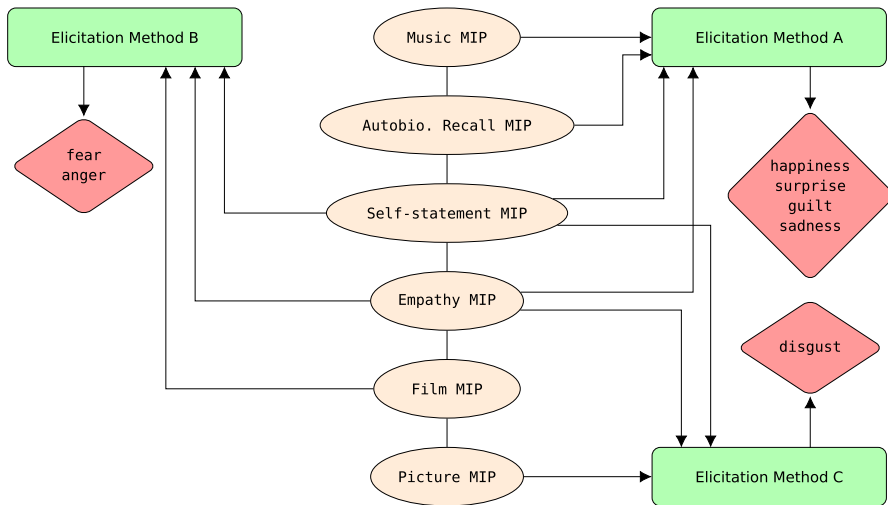 Elicitation Method B
Music MIP
Elicitation Method A
Autobio. Recall MIP
fear
anger
happiness
surprise
guilt
sadness
Self-statement MIP
Empathy MIP
disgust
Film MIP
Picture MIP
Elicitation Method C